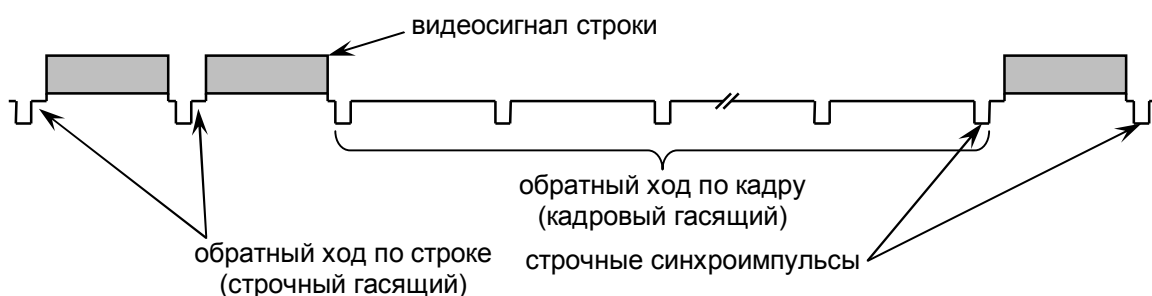 видеосигнал строки
обратный ход по кадру
(кадровый гасящий)
обратный ход по строке
(строчный гасящий)
строчные синхроимпульсы